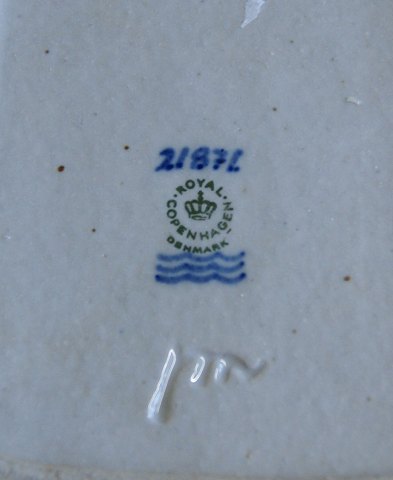 21871
ROYAL
COPENHAGEN
DENMARK